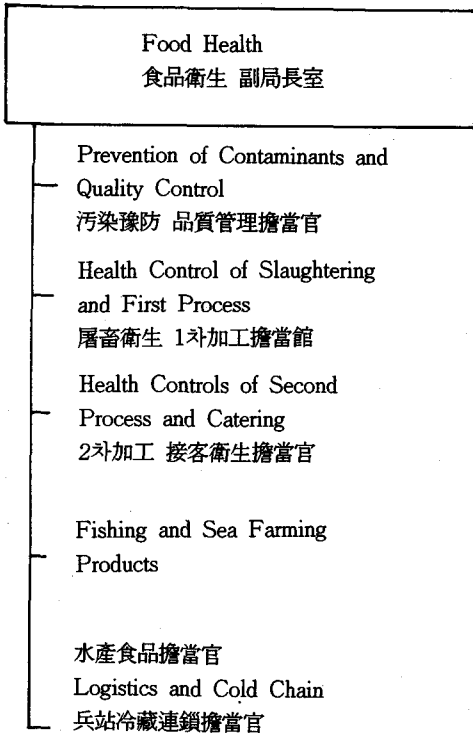 Food Health
食品衛生 副局長室
Prevention of Contaminants and
Quality Control
汚染豫防 品質管理擔當官
Health Control of Slaughtering
and First Process
屠畜衛生 1차加工擔當館
Health Controls of Second
Process and Catering
2차加工 接客衛生擔當官
Fishing and Sea Farming
Products
水產食品擔當官
Logistics and Cold Chain
兵站冷藏連鎖擔當官